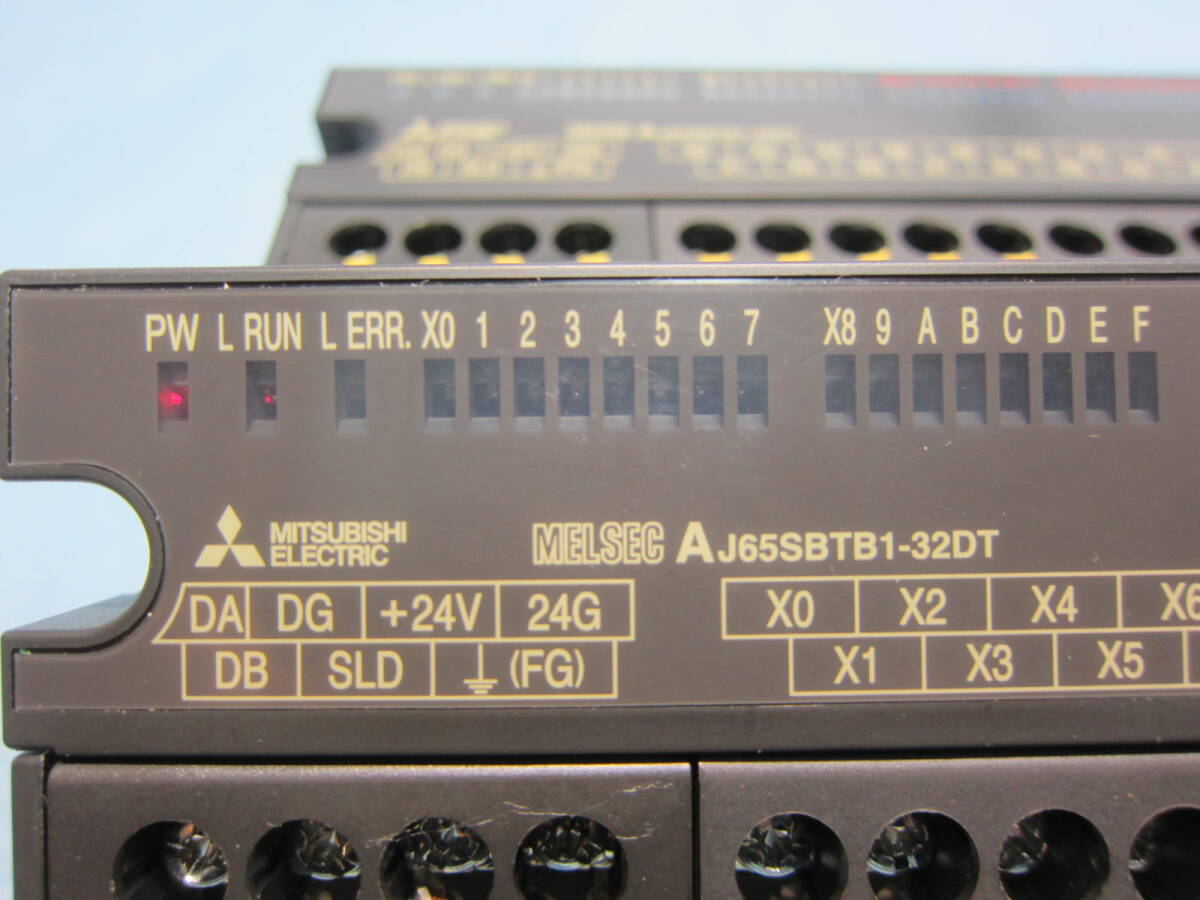 PW L RUN L ERR. X0 1 2 3 4 5 6 7 X8 9 A B C D E F
MITSUBISHI
ELECTRIC
MELSEC AJ65SBTB1-32DT
DA DG +24V 24G X0 X2 X4 X6
DB SLD (FG) X1 X3 X5